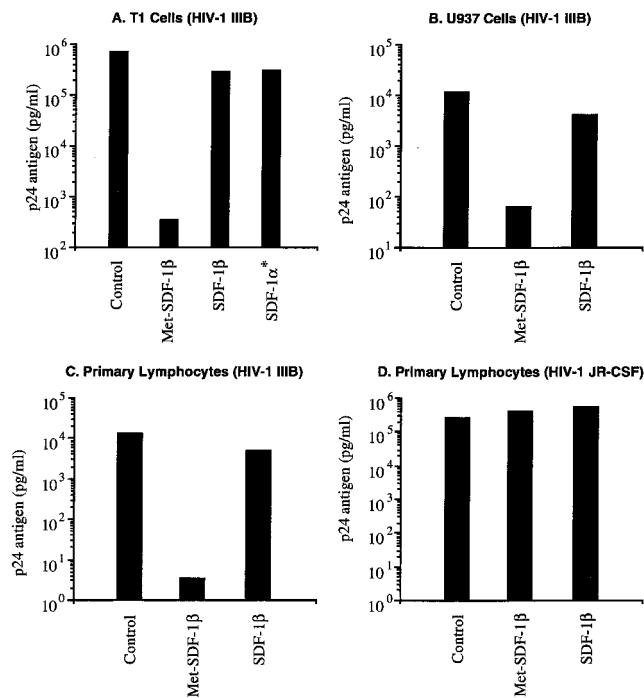 A. T1 Cells (HIV-1 IIIB)
p24 antigen (pg/ml)
10^6
10^5
10^4
10^3
10^2
Control
Met-SDF-1β
SDF-1β
SDF-1α*
B. U937 Cells (HIV-1 IIIB)
p24 antigen (pg/ml)
10^5
10^4
10^3
10^2
10^1
Control
Met-SDF-1β
SDF-1β
C. Primary Lymphocytes (HIV-1 IIIB)
p24 antigen (pg/ml)
10^5
10^4
10^3
10^2
10^1
10^0
Control
Met-SDF-1β
SDF-1β
D. Primary Lymphocytes (HIV-1 JR-CSF)
p24 antigen (pg/ml)
10^6
10^5
10^4
10^3
10^2
10^1
10^0
Control
Met-SDF-1β
SDF-1β